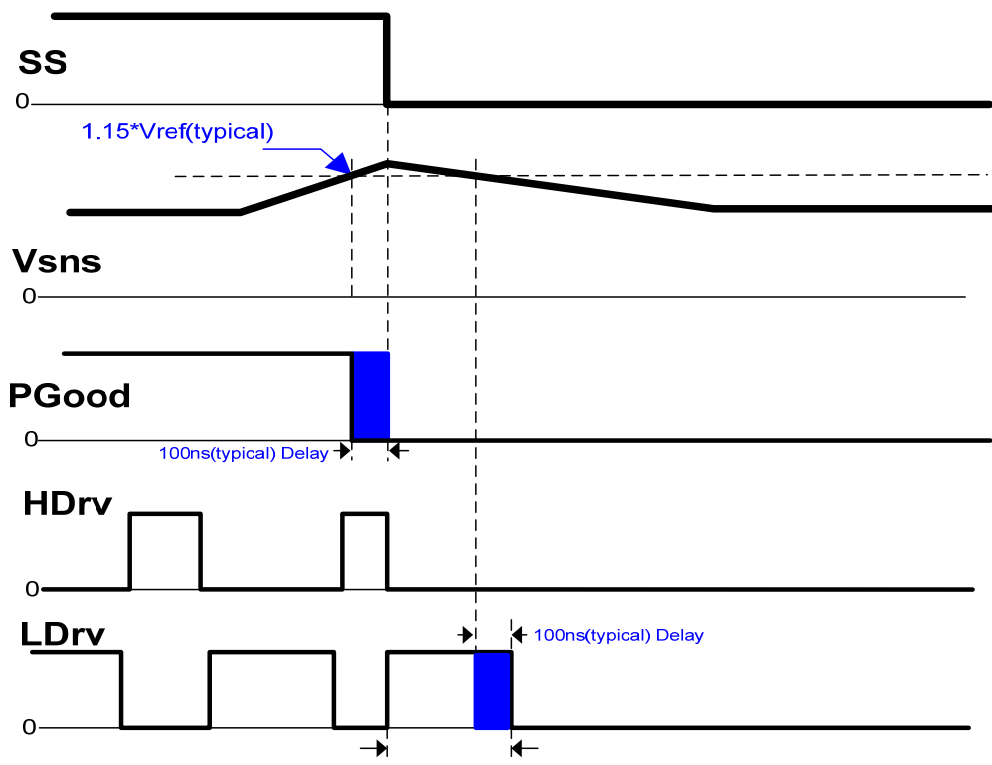 SS
0
1.15*Vref(typical)
Vsns
0
PGood
0
100ns(typical) Delay
HDrv
0
LDrv
100ns(typical) Delay
0